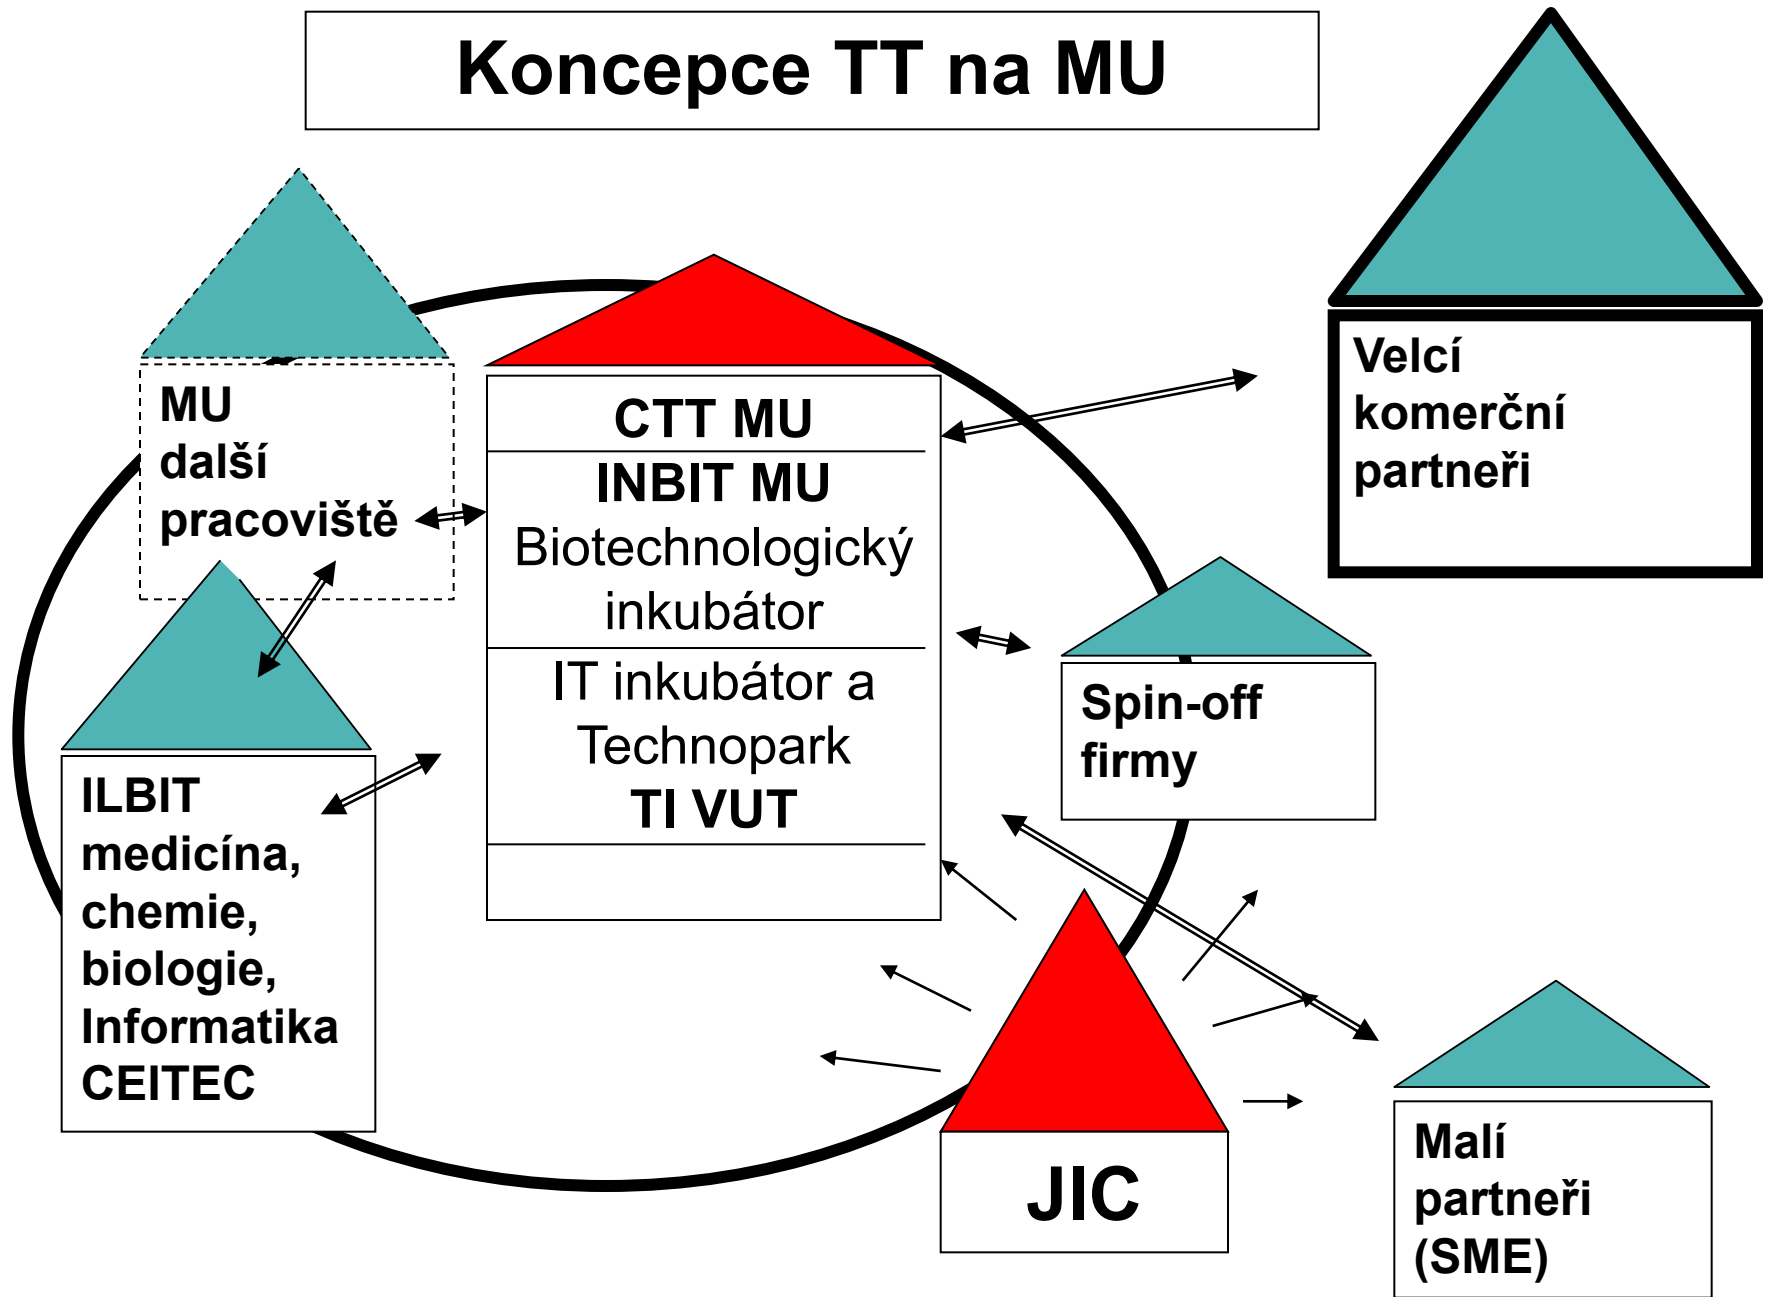 Koncepce TT na MU
MU
další
pracoviště
CTT MU
INBIT MU
Biotechnologický
inkubátor
IT inkubátor a
Technopark
TI VUT
Velcí
komerční
partneři
Spin-off
firmy
ILBIT
medicína,
chemie,
biologie,
Informatika
CEITEC
JIC
Malí
partneři
(SME)